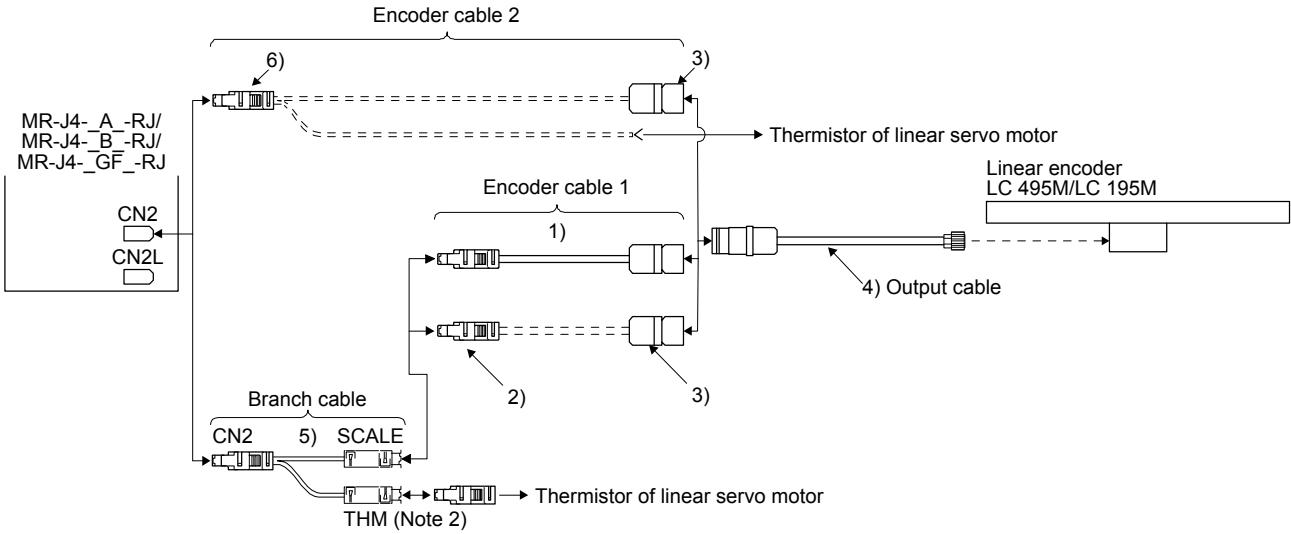 Encoder cable 2
6)
3)
MR-J4-_A_-RJ/
MR-J4-_B_-RJ/
MR-J4-_GF_-RJ
Thermistor of linear servo motor
Linear encoder
LC 495M/LC 195M
Encoder cable 1
CN2
1)
CN2L
4) Output cable
2)
3)
Branch cable
CN2
5)
SCALE
Thermistor of linear servo motor
THM (Note 2)